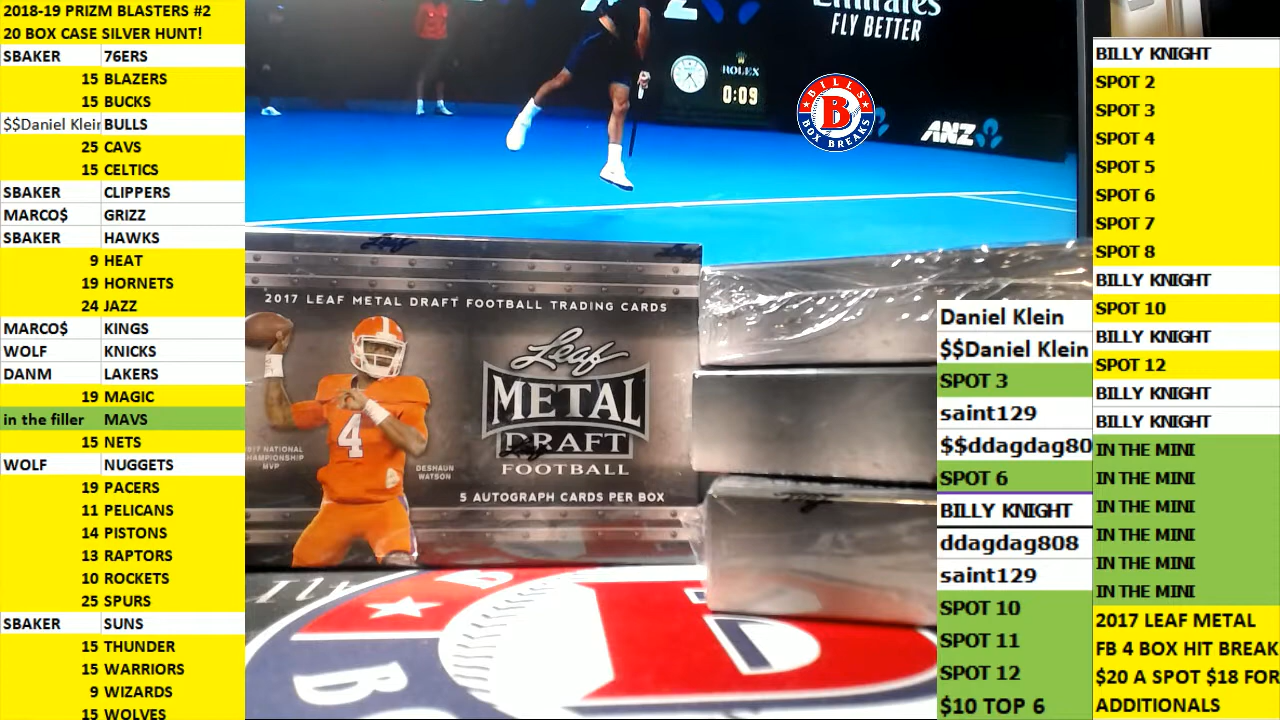 2018-19 PRIZM BLASTERS #2
20 BOX CASE SILVER HUNT!
SBAKER 76ERS
15 BLAZERS
15 BUCKS
$$Daniel Klein BULLS
25 CAVS
15 CELTICS
SBAKER CLIPPERS
MARCO$ GRIZZ
SBAKER HAWKS
9 HEAT
19 HORNETS
24 JAZZ
MARCO$ KINGS
WOLF KNICKS
DANM LAKERS
19 MAGIC
in the filler MAVS
15 NETS
WOLF NUGGETS
19 PACERS
11 PELICANS
14 PISTONS
13 RAPTORS
10 ROCKETS
25 SPURS
SBAKER SUNS
15 THUNDER
15 WARRIORS
9 WIZARDS
15 WOLVES
Emirates
FLY BETTER
ROLEX
0:09
BILLS
B
BOX BREAKS
ANZ
2017 LEAF METAL DRAFT FOOTBALL TRADING CARDS
Leaf
METAL
DRAFT
FOOTBALL
5 AUTOGRAPH CARDS PER BOX
4
NATIONAL
CHAMPIONSHIP
MVP
DESHAUN
WATSON
Daniel Klein
$$Daniel Klein
SPOT 3
saint129
$$ddagdag80
SPOT 6
BILLY KNIGHT
ddagdag808
saint129
SPOT 10
SPOT 11
SPOT 12
$10 TOP 6
BILLY KNIGHT
SPOT 2
SPOT 3
SPOT 4
SPOT 5
SPOT 6
SPOT 7
SPOT 8
BILLY KNIGHT
SPOT 10
BILLY KNIGHT
SPOT 12
BILLY KNIGHT
BILLY KNIGHT
IN THE MINI
IN THE MINI
IN THE MINI
IN THE MINI
IN THE MINI
IN THE MINI
2017 LEAF METAL
FB 4 BOX HIT BREAK
$20 A SPOT $18 FOR
ADDITIONALS